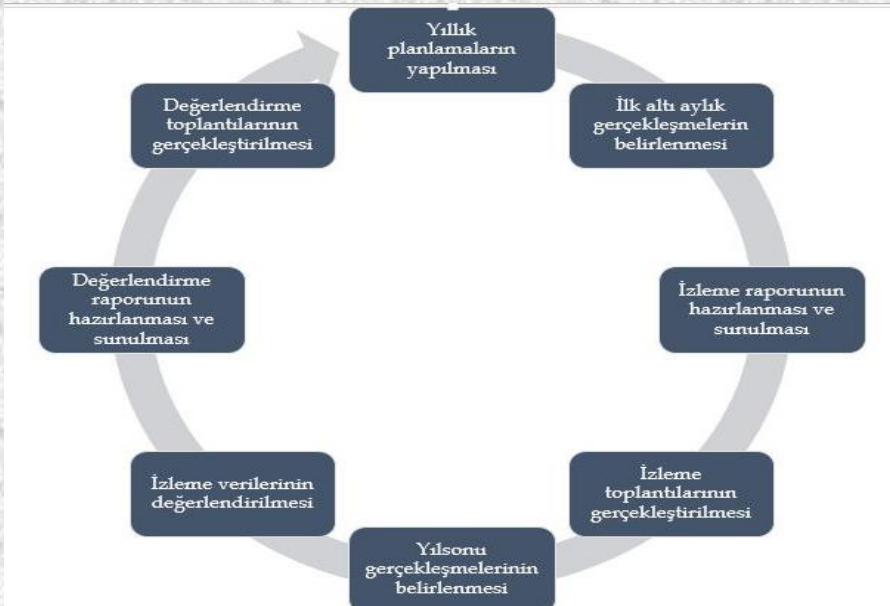 Yıllık
planlamaların
yapılması
İlk altı aylık
gerçekleşmelerin
belirlenmesi
İzleme raporunun
hazırlanması ve
sunulması
İzleme
toplantılarının
gerçekleştirilmesi
Yılsonu
gerçekleşmelerinin
belirlenmesi
İzleme verilerinin
değerlendirilmesi
Değerlendirme
raporunun
hazırlanması ve
sunulması
Değerlendirme
toplantılarının
gerçekleştirilmesi